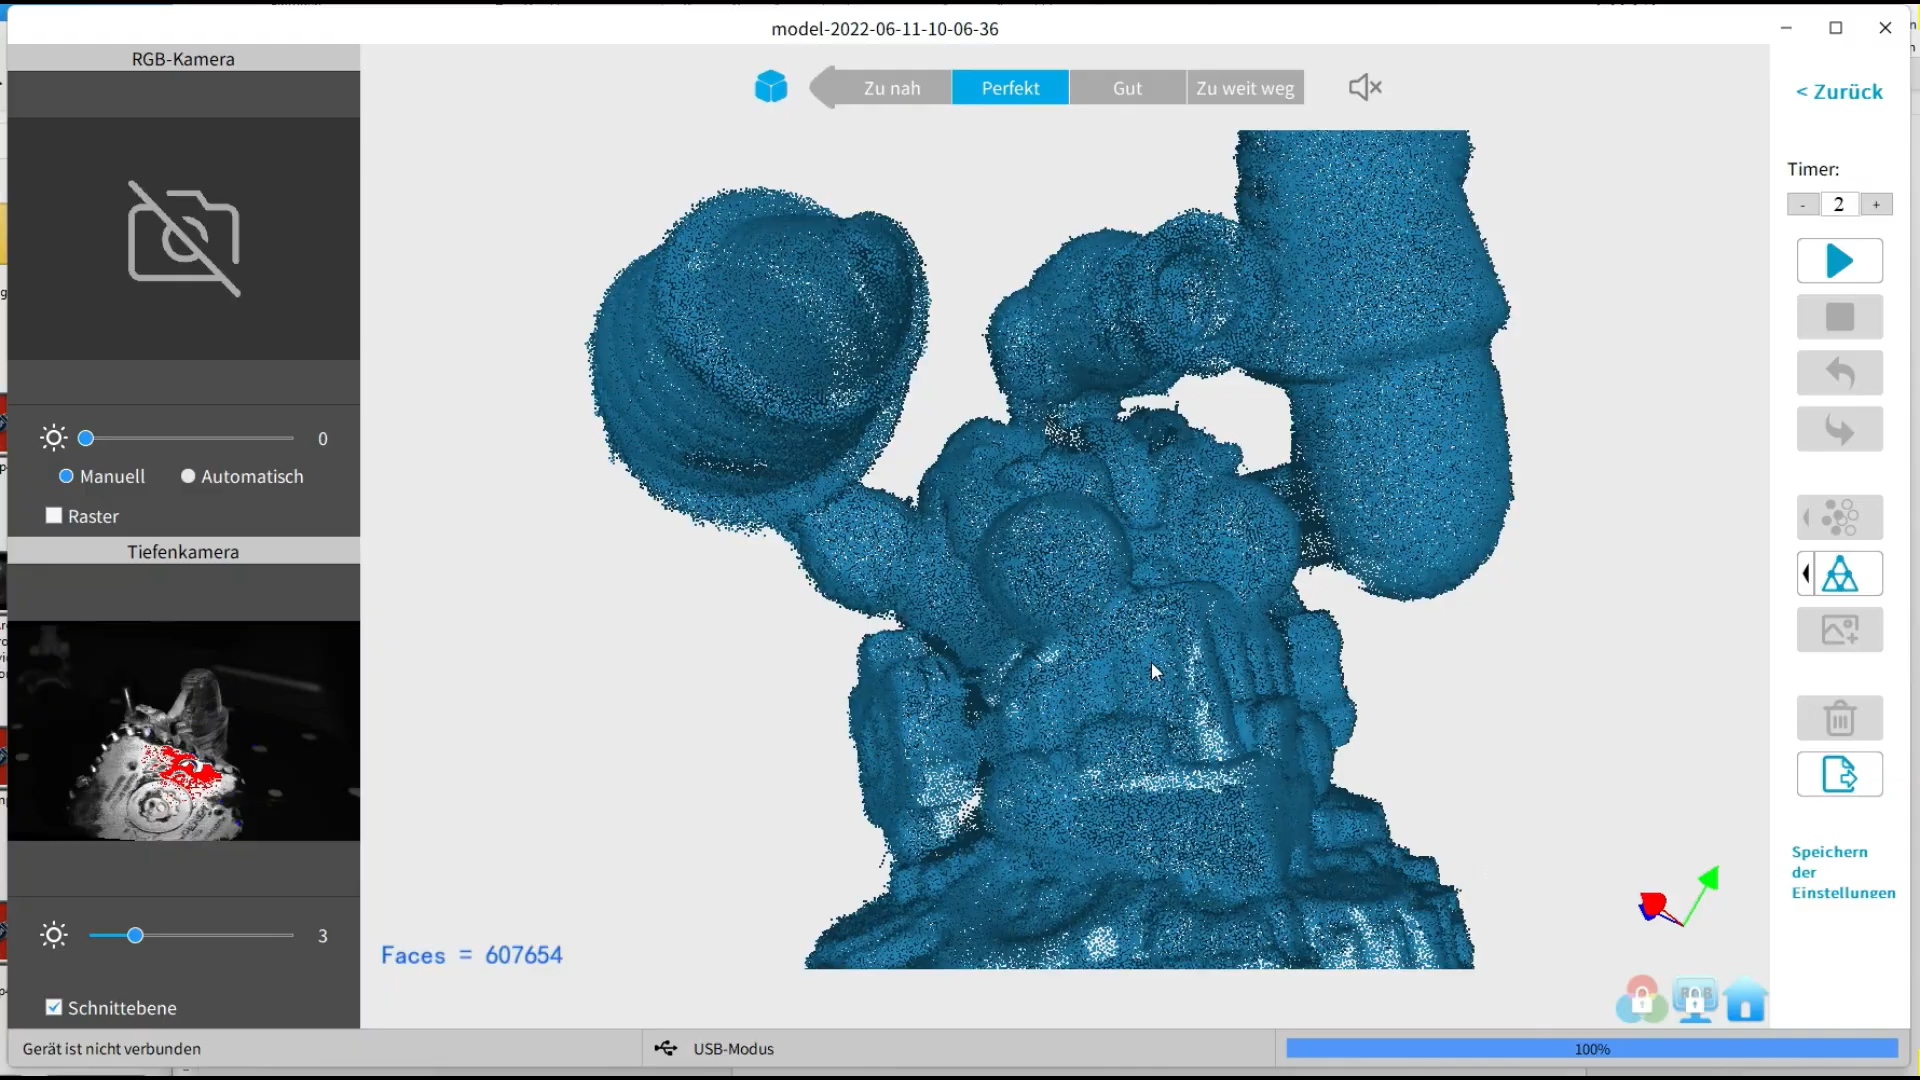 model-2022-06-11-10-06-36
RGB-Kamera
Zu nah
Perfekt
Gut
Zu weit weg
< Zurück
Timer:
- 2 +
0
Manuell
Automatisch
Raster
Tiefenkamera
3
Schnittebene
Faces = 607654
Speichern
der
Einstellungen
Gerät ist nicht verbunden
USB-Modus
100%